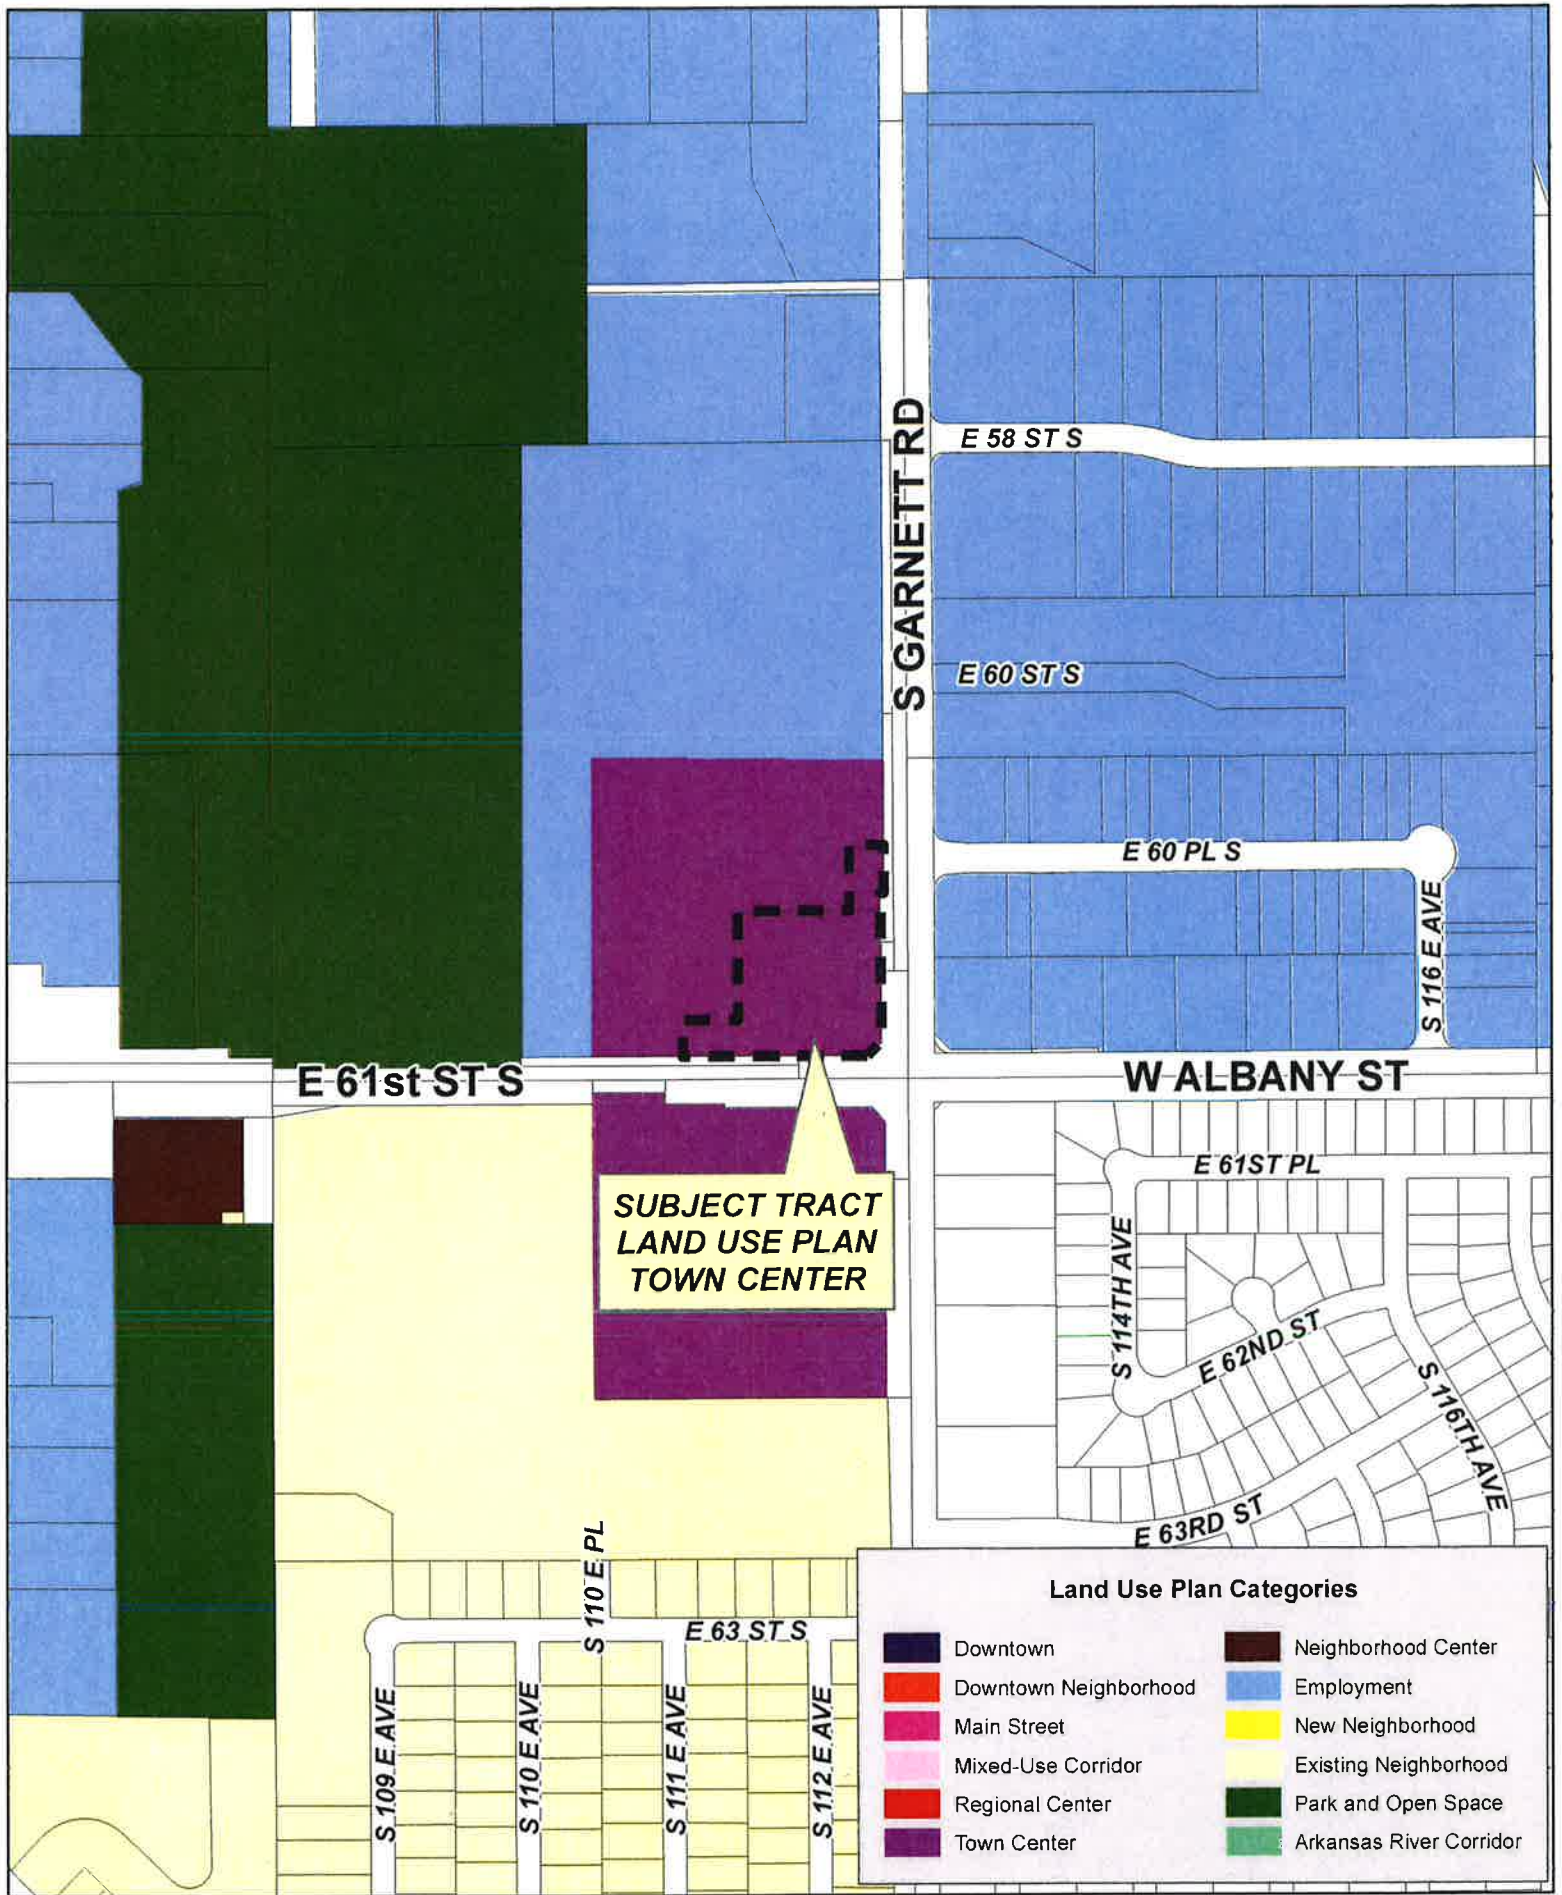 S GARNETT RD
E 58 ST S
E 60 ST S
E 60 PL S
S 116 E AVE
E 61st ST S
W ALBANY ST
E 61ST PL
SUBJECT TRACT
LAND USE PLAN
TOWN CENTER
S 114TH AVE
E 62ND ST
S 116TH AVE
E 63RD ST
S 110 E PL
E 63 ST S
S 109 E AVE
S 110 E AVE
S 111 E AVE
S 112 E AVE
Land Use Plan Categories
Downtown
Downtown Neighborhood
Main Street
Mixed-Use Corridor
Regional Center
Town Center
Neighborhood Center
Employment
New Neighborhood
Existing Neighborhood
Park and Open Space
Arkansas River Corridor